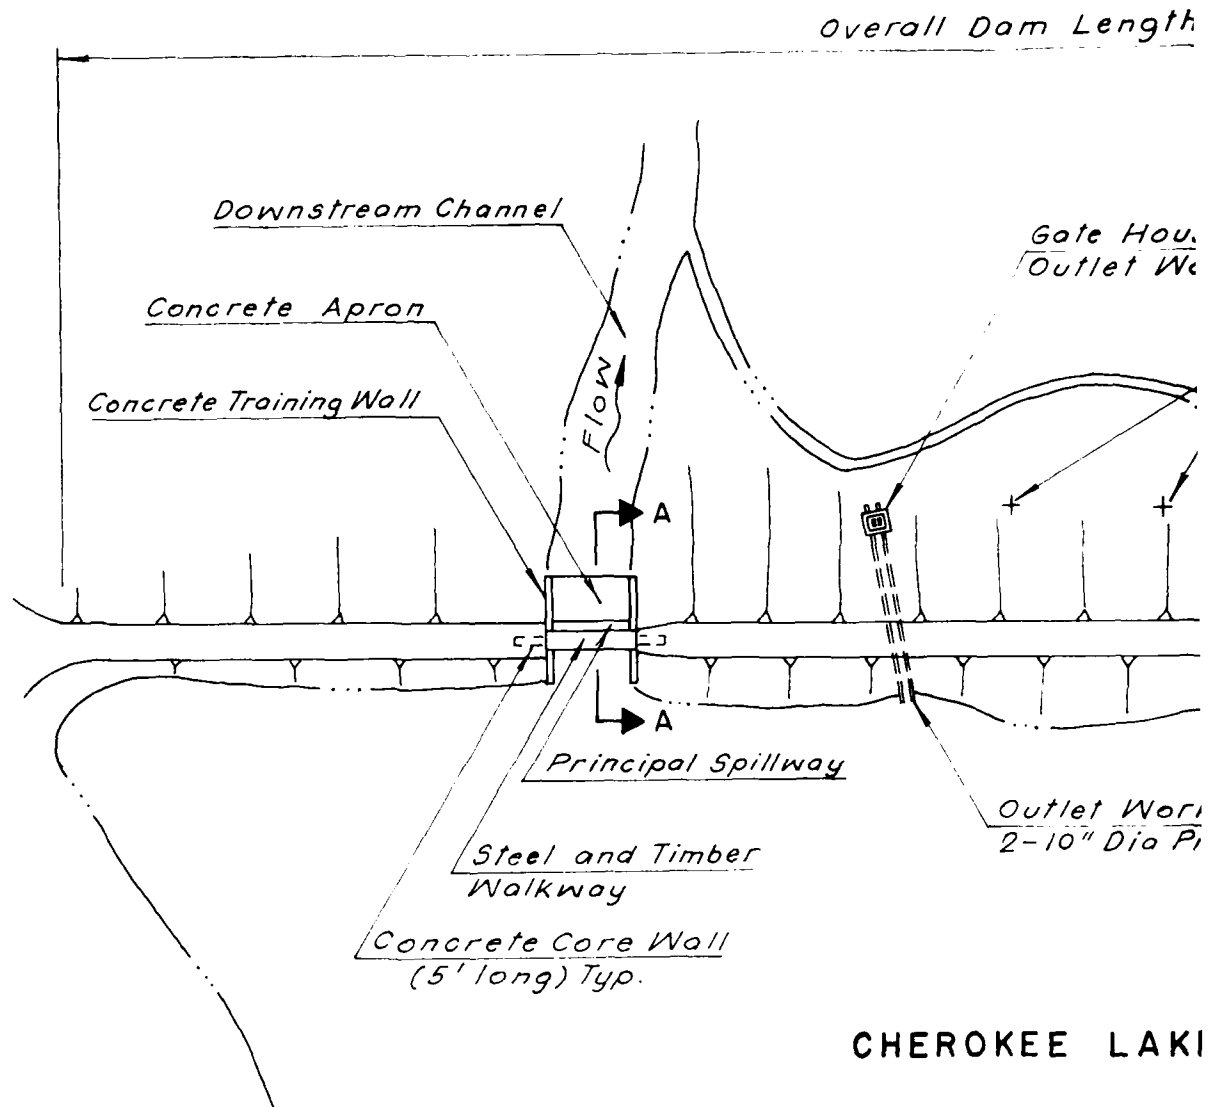 Overall Dam Length
Downstream Channel
Gate Hou
Outlet Wo
Concrete Apron
Concrete Training Wall
Flow
A
A
Principal Spillway
Outlet Wor
2-10" Dia P
Steel and Timber
Walkway
Concrete Core Wall
(5' long) Typ.
CHEROKEE LAK